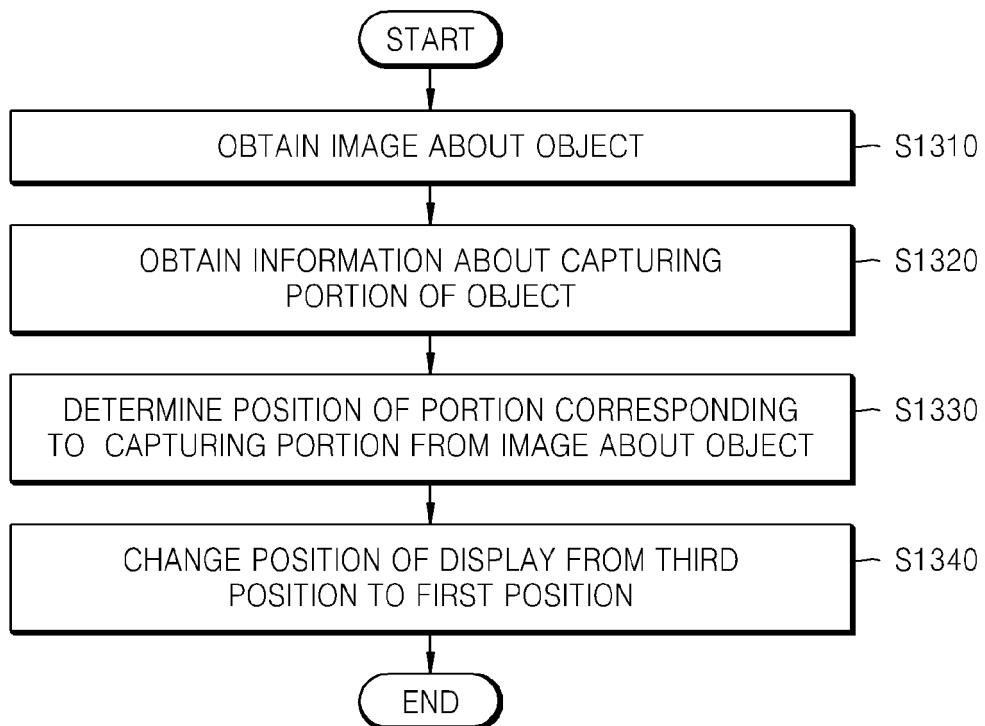 START
OBTAIN IMAGE ABOUT OBJECT
S1310
OBTAIN INFORMATION ABOUT CAPTURING
PORTION OF OBJECT
S1320
DETERMINE POSITION OF PORTION CORRESPONDING
TO CAPTURING PORTION FROM IMAGE ABOUT OBJECT
S1330
CHANGE POSITION OF DISPLAY FROM THIRD
POSITION TO FIRST POSITION
S1340
END